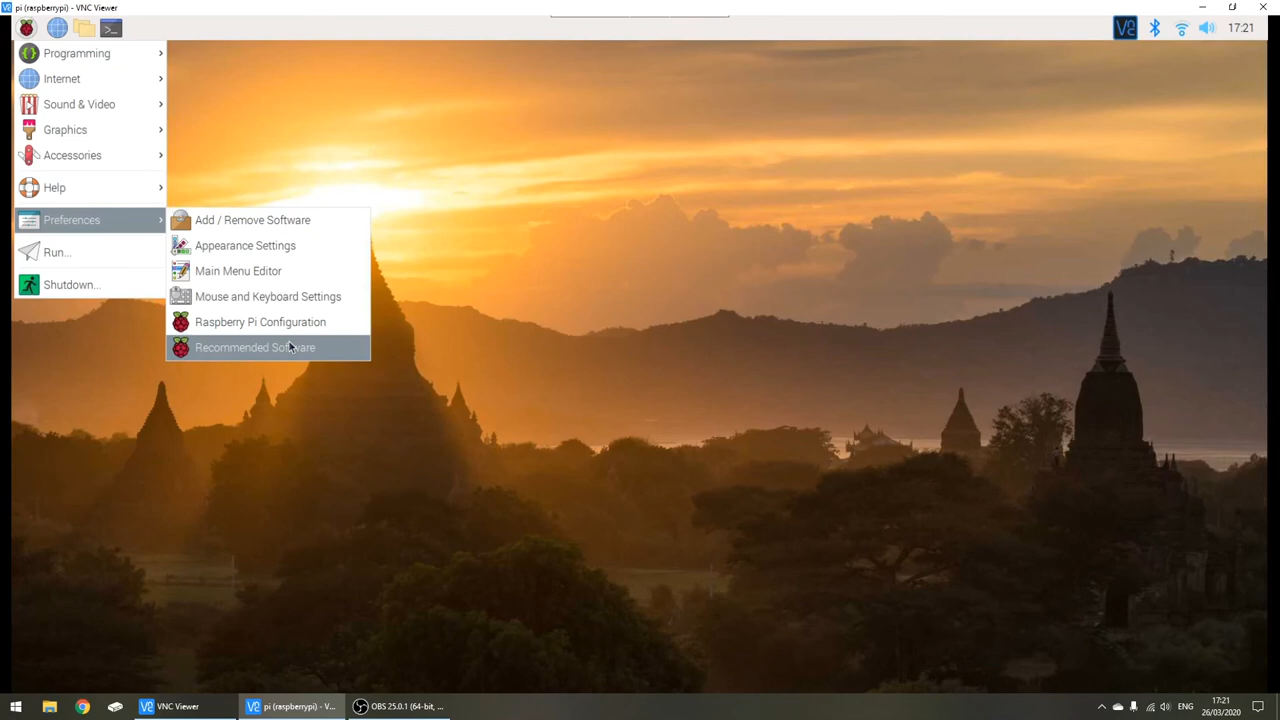 pi (raspberrypi) - VNC Viewer
17:21
Programming
Internet
Sound & Video
Graphics
Accessories
Help
Preferences
Run...
Shutdown...
Add / Remove Software
Appearance Settings
Main Menu Editor
Mouse and Keyboard Settings
Raspberry Pi Configuration
Recommended Software
VNC Viewer
pi (raspberrypi) - V...
OBS 25.0.1 (64-bit, ...
ENG
17:21
26/03/2020